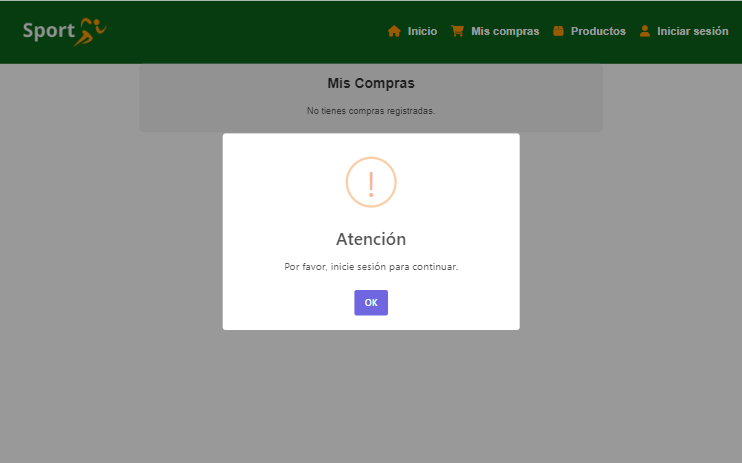 Sport
Inicio Mis compras Productos Iniciar sesión
Mis Compras
No tienes compras registradas.
!
Atención
Por favor, inicie sesión para continuar.
OK